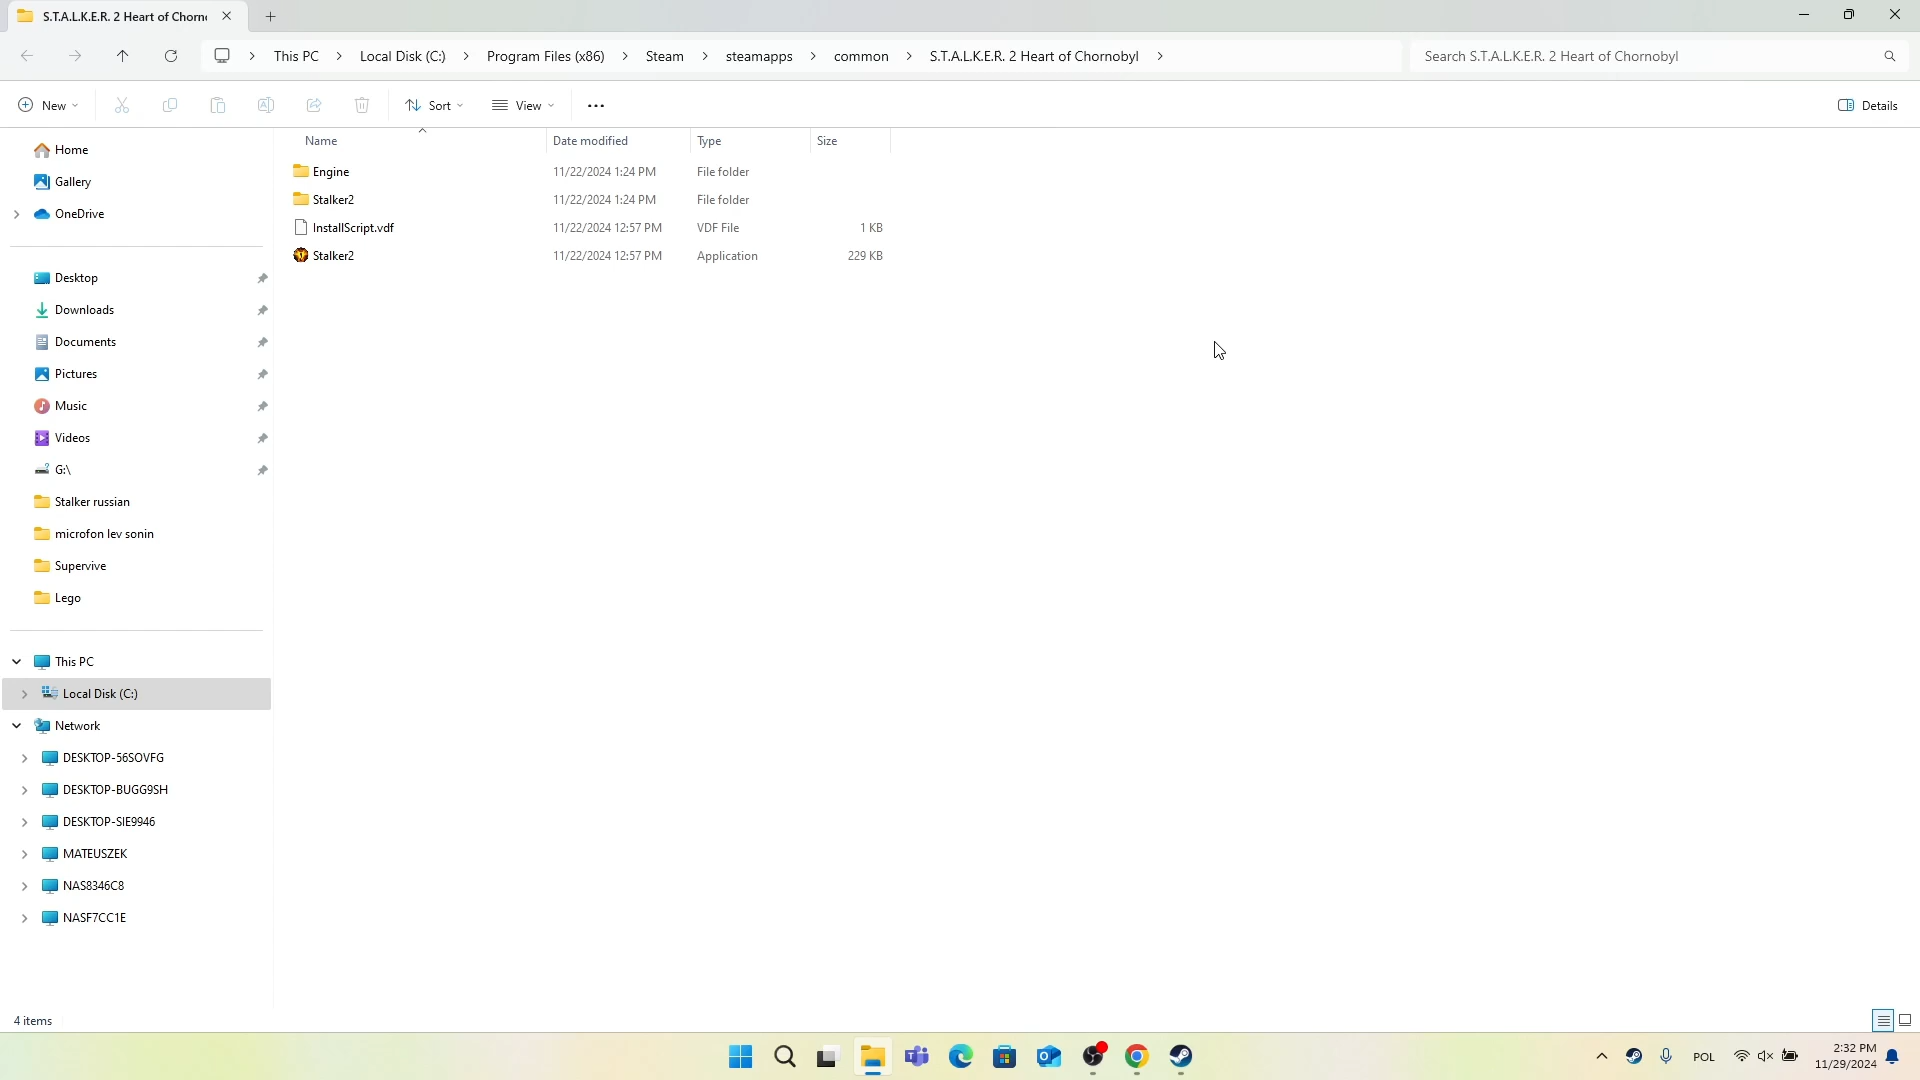 S.T.A.L.K.E.R. 2 Heart of Chorno
This PC
Local Disk (C:)
Program Files (x86)
Steam
steamapps
common
S.T.A.L.K.E.R. 2 Heart of Chornobyl
Search S.T.A.L.K.E.R. 2 Heart of Chornobyl
New
Sort
View
Details
Name
Date modified
Type
Size
Engine
11/22/2024 1:24 PM
File folder
Stalker2
11/22/2024 1:24 PM
File folder
InstallScript.vdf
11/22/2024 12:57 PM
VDF File
1 KB
Stalker2
11/22/2024 12:57 PM
Application
229 KB
Home
Gallery
OneDrive
Desktop
Downloads
Documents
Pictures
Music
Videos
G:\
Stalker russian
microfon lev sonin
Supervive
Lego
This PC
Local Disk (C:)
Network
DESKTOP-56SOVFG
DESKTOP-BUGG9SH
DESKTOP-SIE9946
MATEUSZEK
NAS8346C8
NASF7CC1E
4 items
POL
2:32 PM
11/29/2024